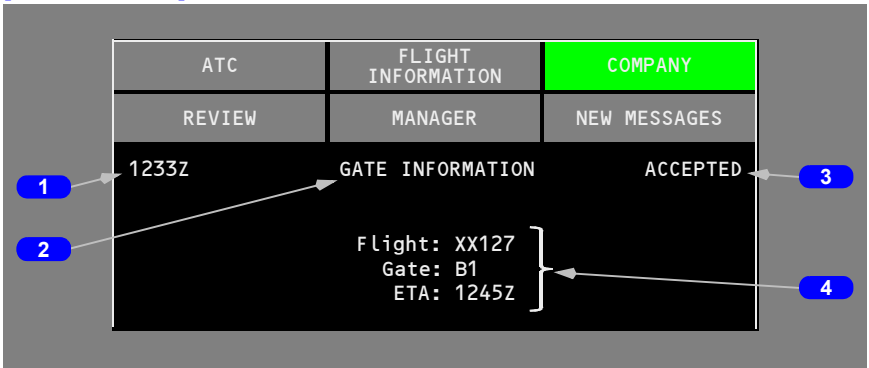 ATC
FLIGHT
INFORMATION
COMPANY
REVIEW
MANAGER
NEW MESSAGES
1233Z
GATE INFORMATION
ACCEPTED
1
2
3
Flight: XX127
Gate: B1
ETA: 1245Z
4